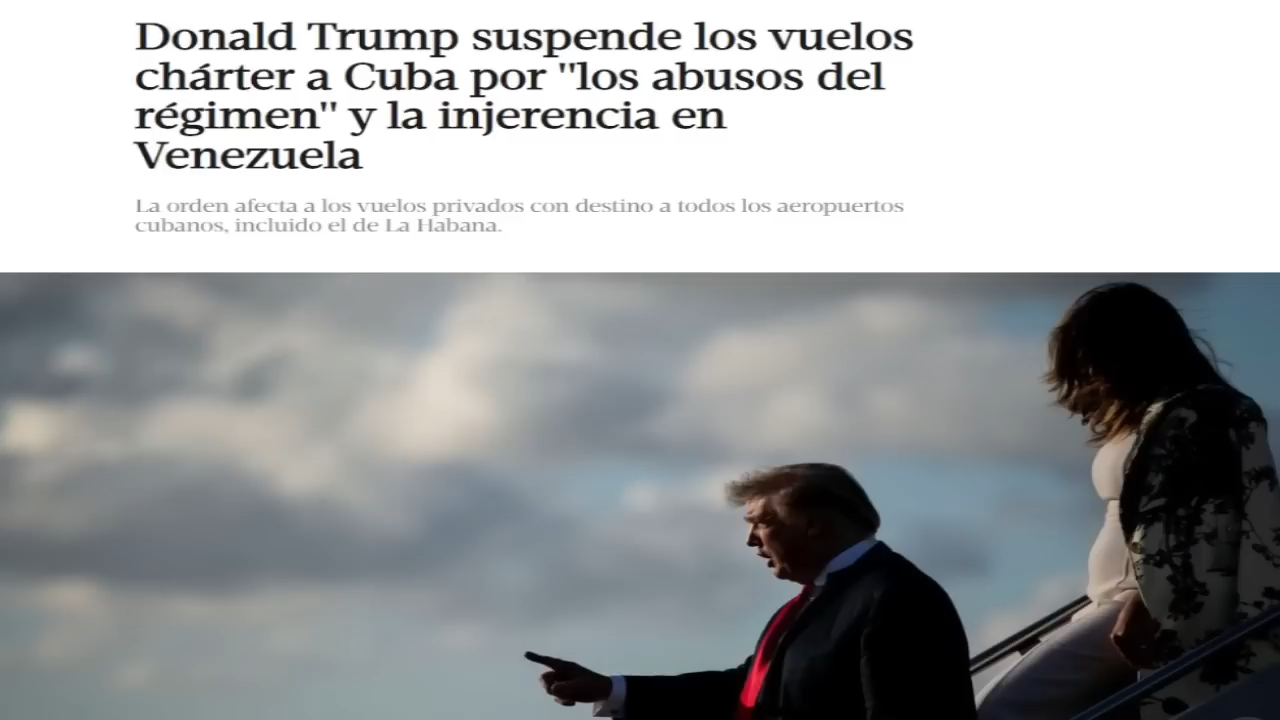 Donald Trump suspende los vuelos
chárter a Cuba por "los abusos del
régimen" y la injerencia en
Venezuela
La orden afecta a los vuelos privados con destino a todos los aeropuertos
cubanos, incluido el de La Habana.